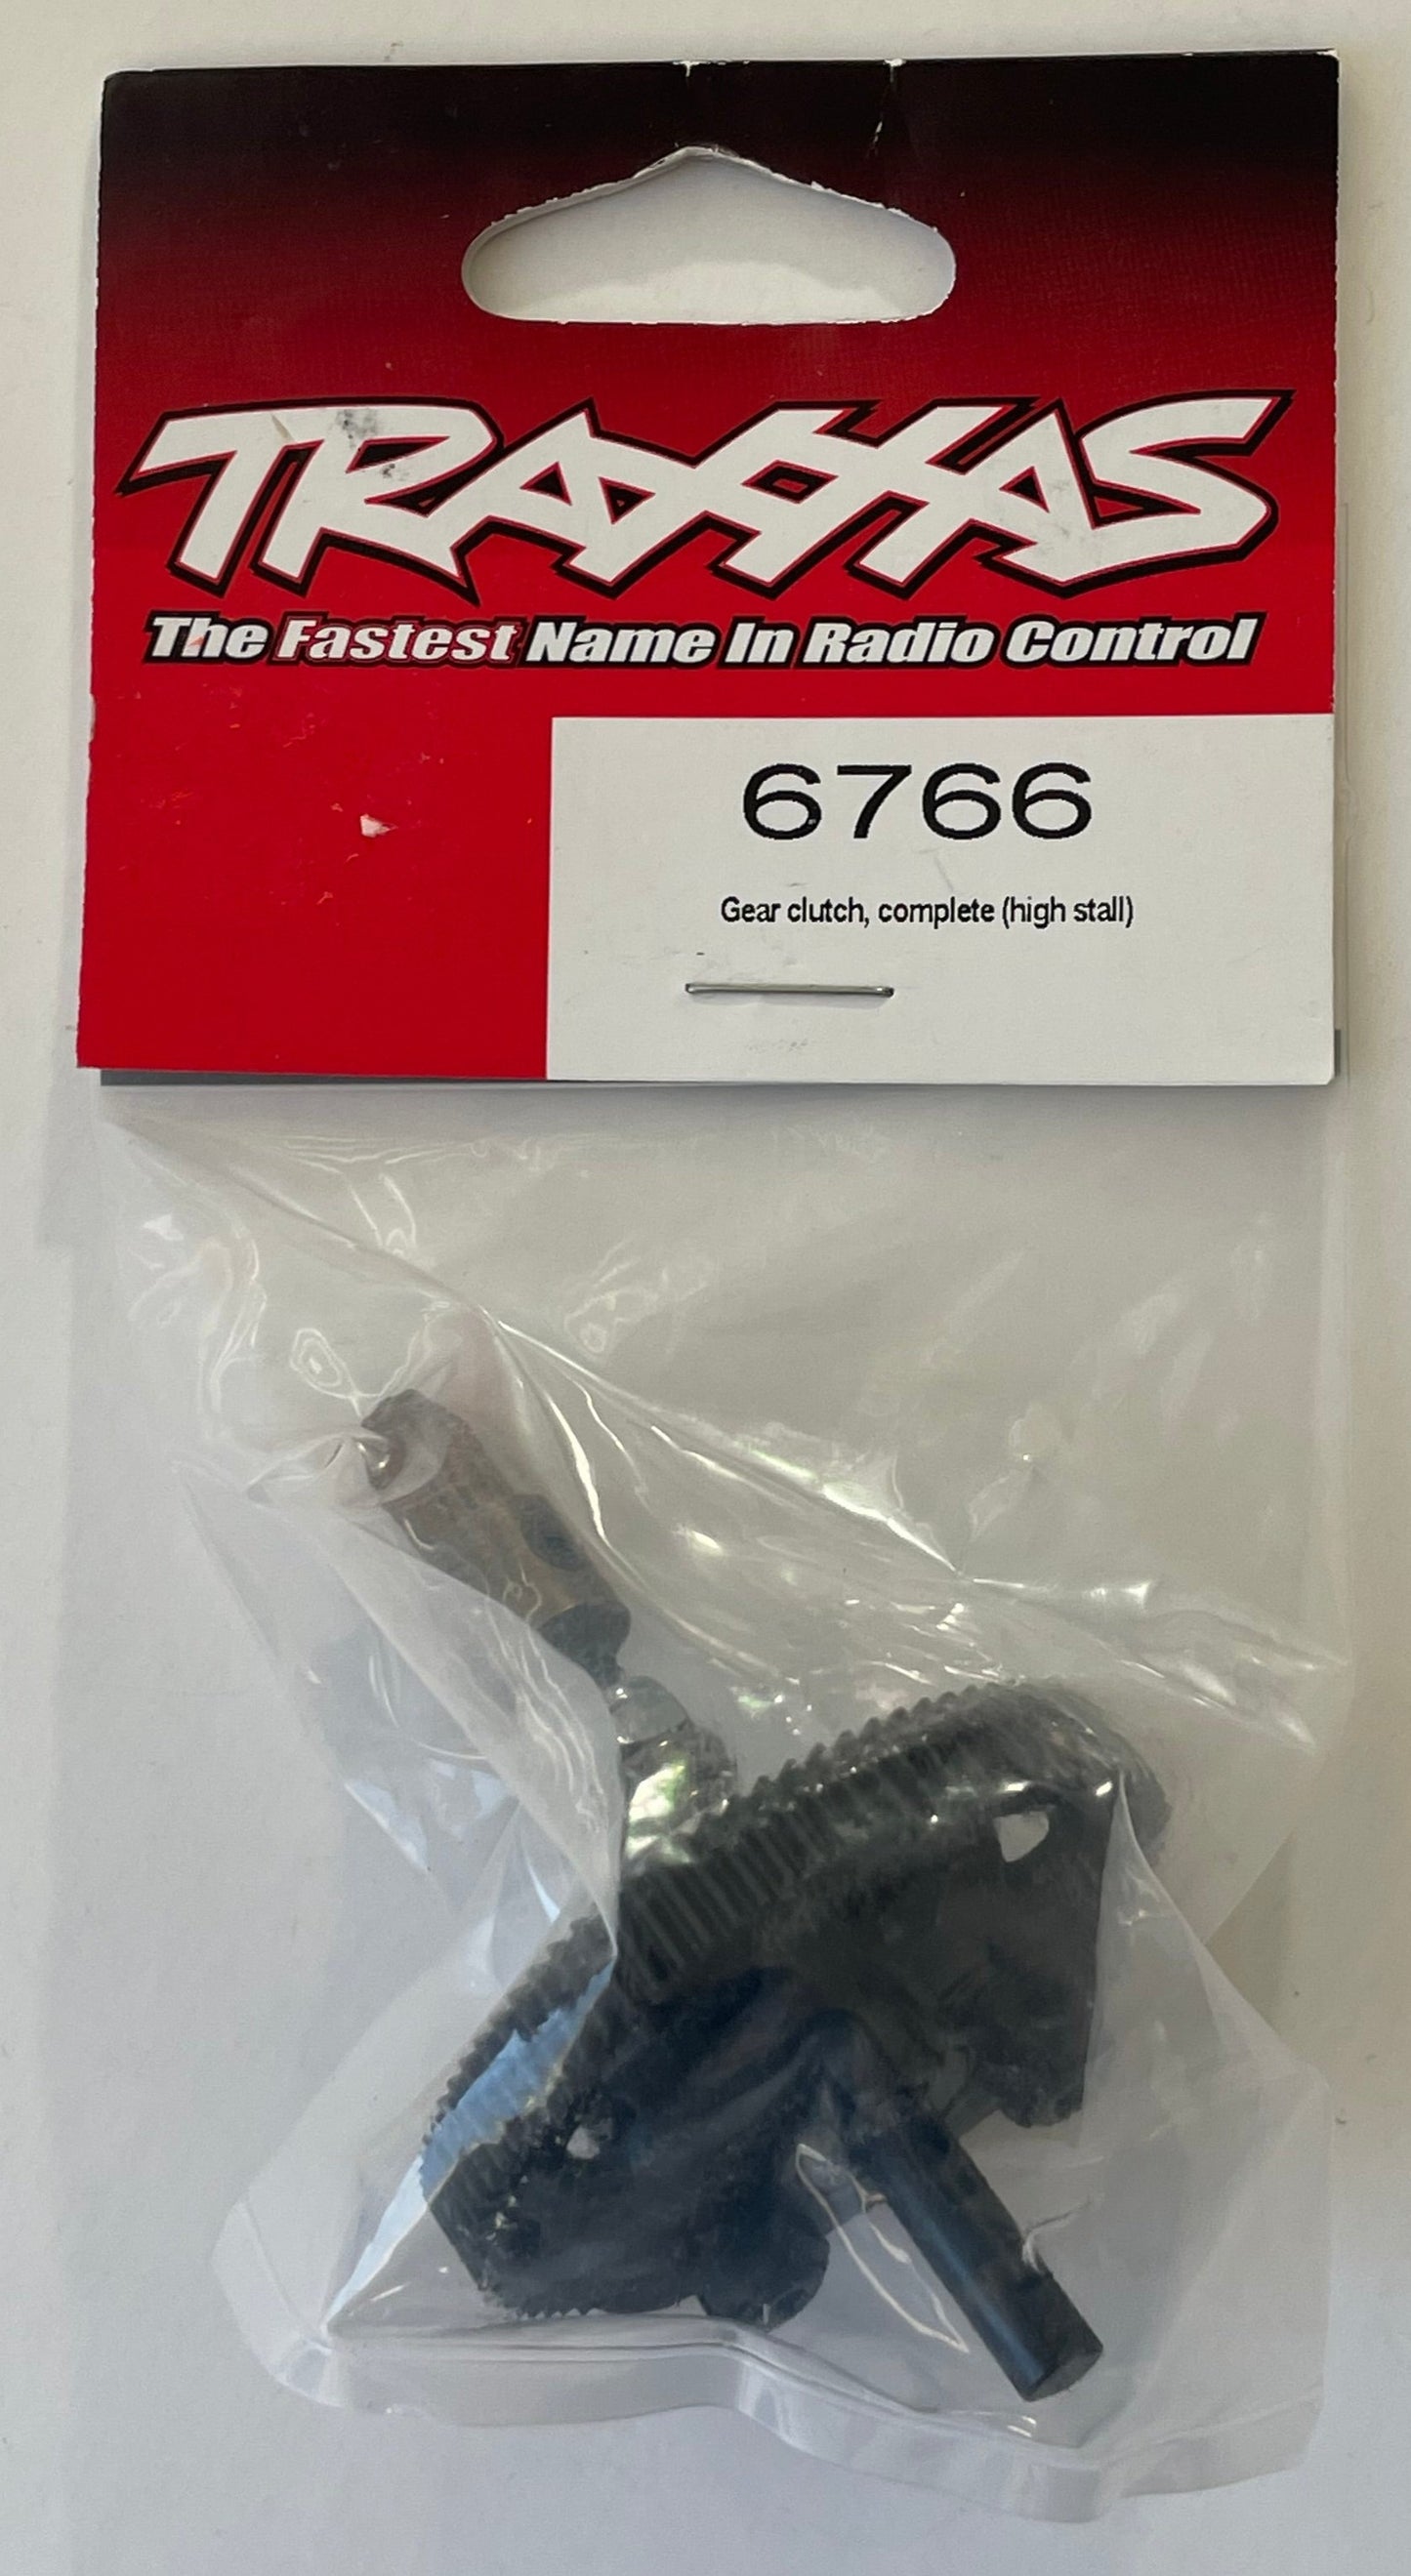 TRAXXAS
The Fastest Name In Radio Control
6766
Gear clutch, complete (high stall)